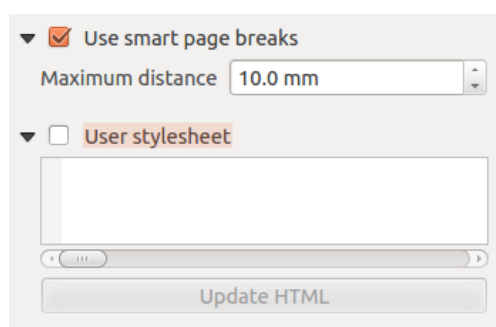 Use smart page breaks
Maximum distance 10.0 mm
User stylesheet
Update HTML